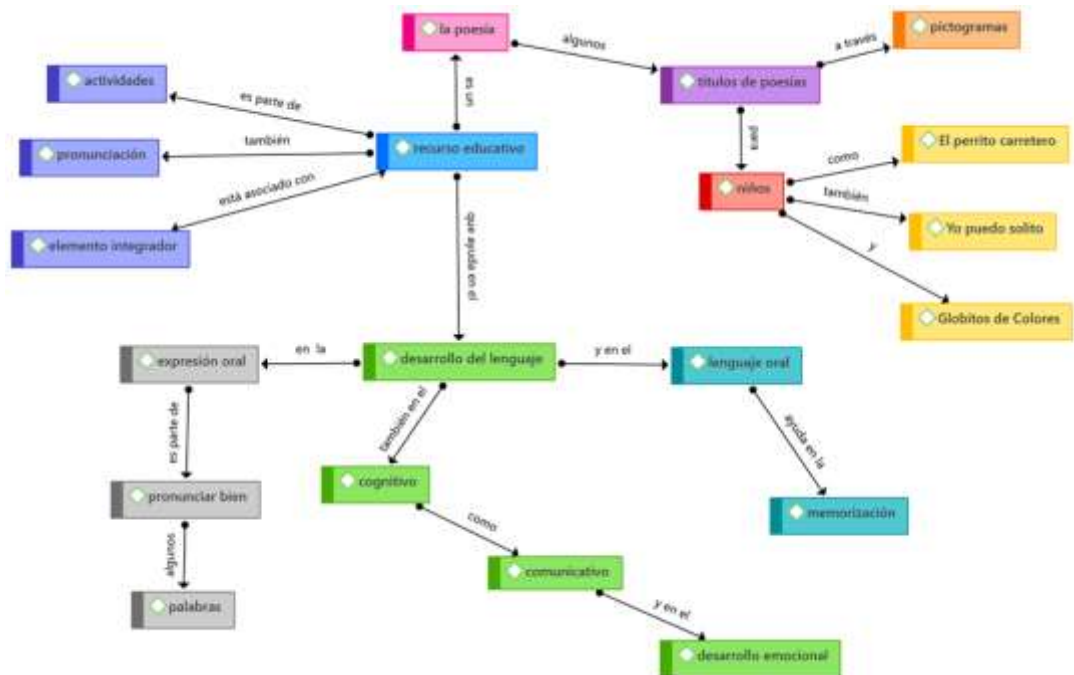 la poesía
algunos
a través
pictogramas
actividades
es parte de
es un
títulos de poesías
también
para
pronunciación
recurso educativo
El perrito carretero
como
niños
también
está asociado con
Yo puedo solito
y
elemento integrador
que ayuda en el
Globitos de Colores
expresión oral
en la
desarrollo del lenguaje
y en el
lenguaje oral
es parte de
también en el
ayuda en la
cognitivo
pronunciar bien
memorización
como
algunos
comunicativo
palabras
y en el
desarrollo emocional